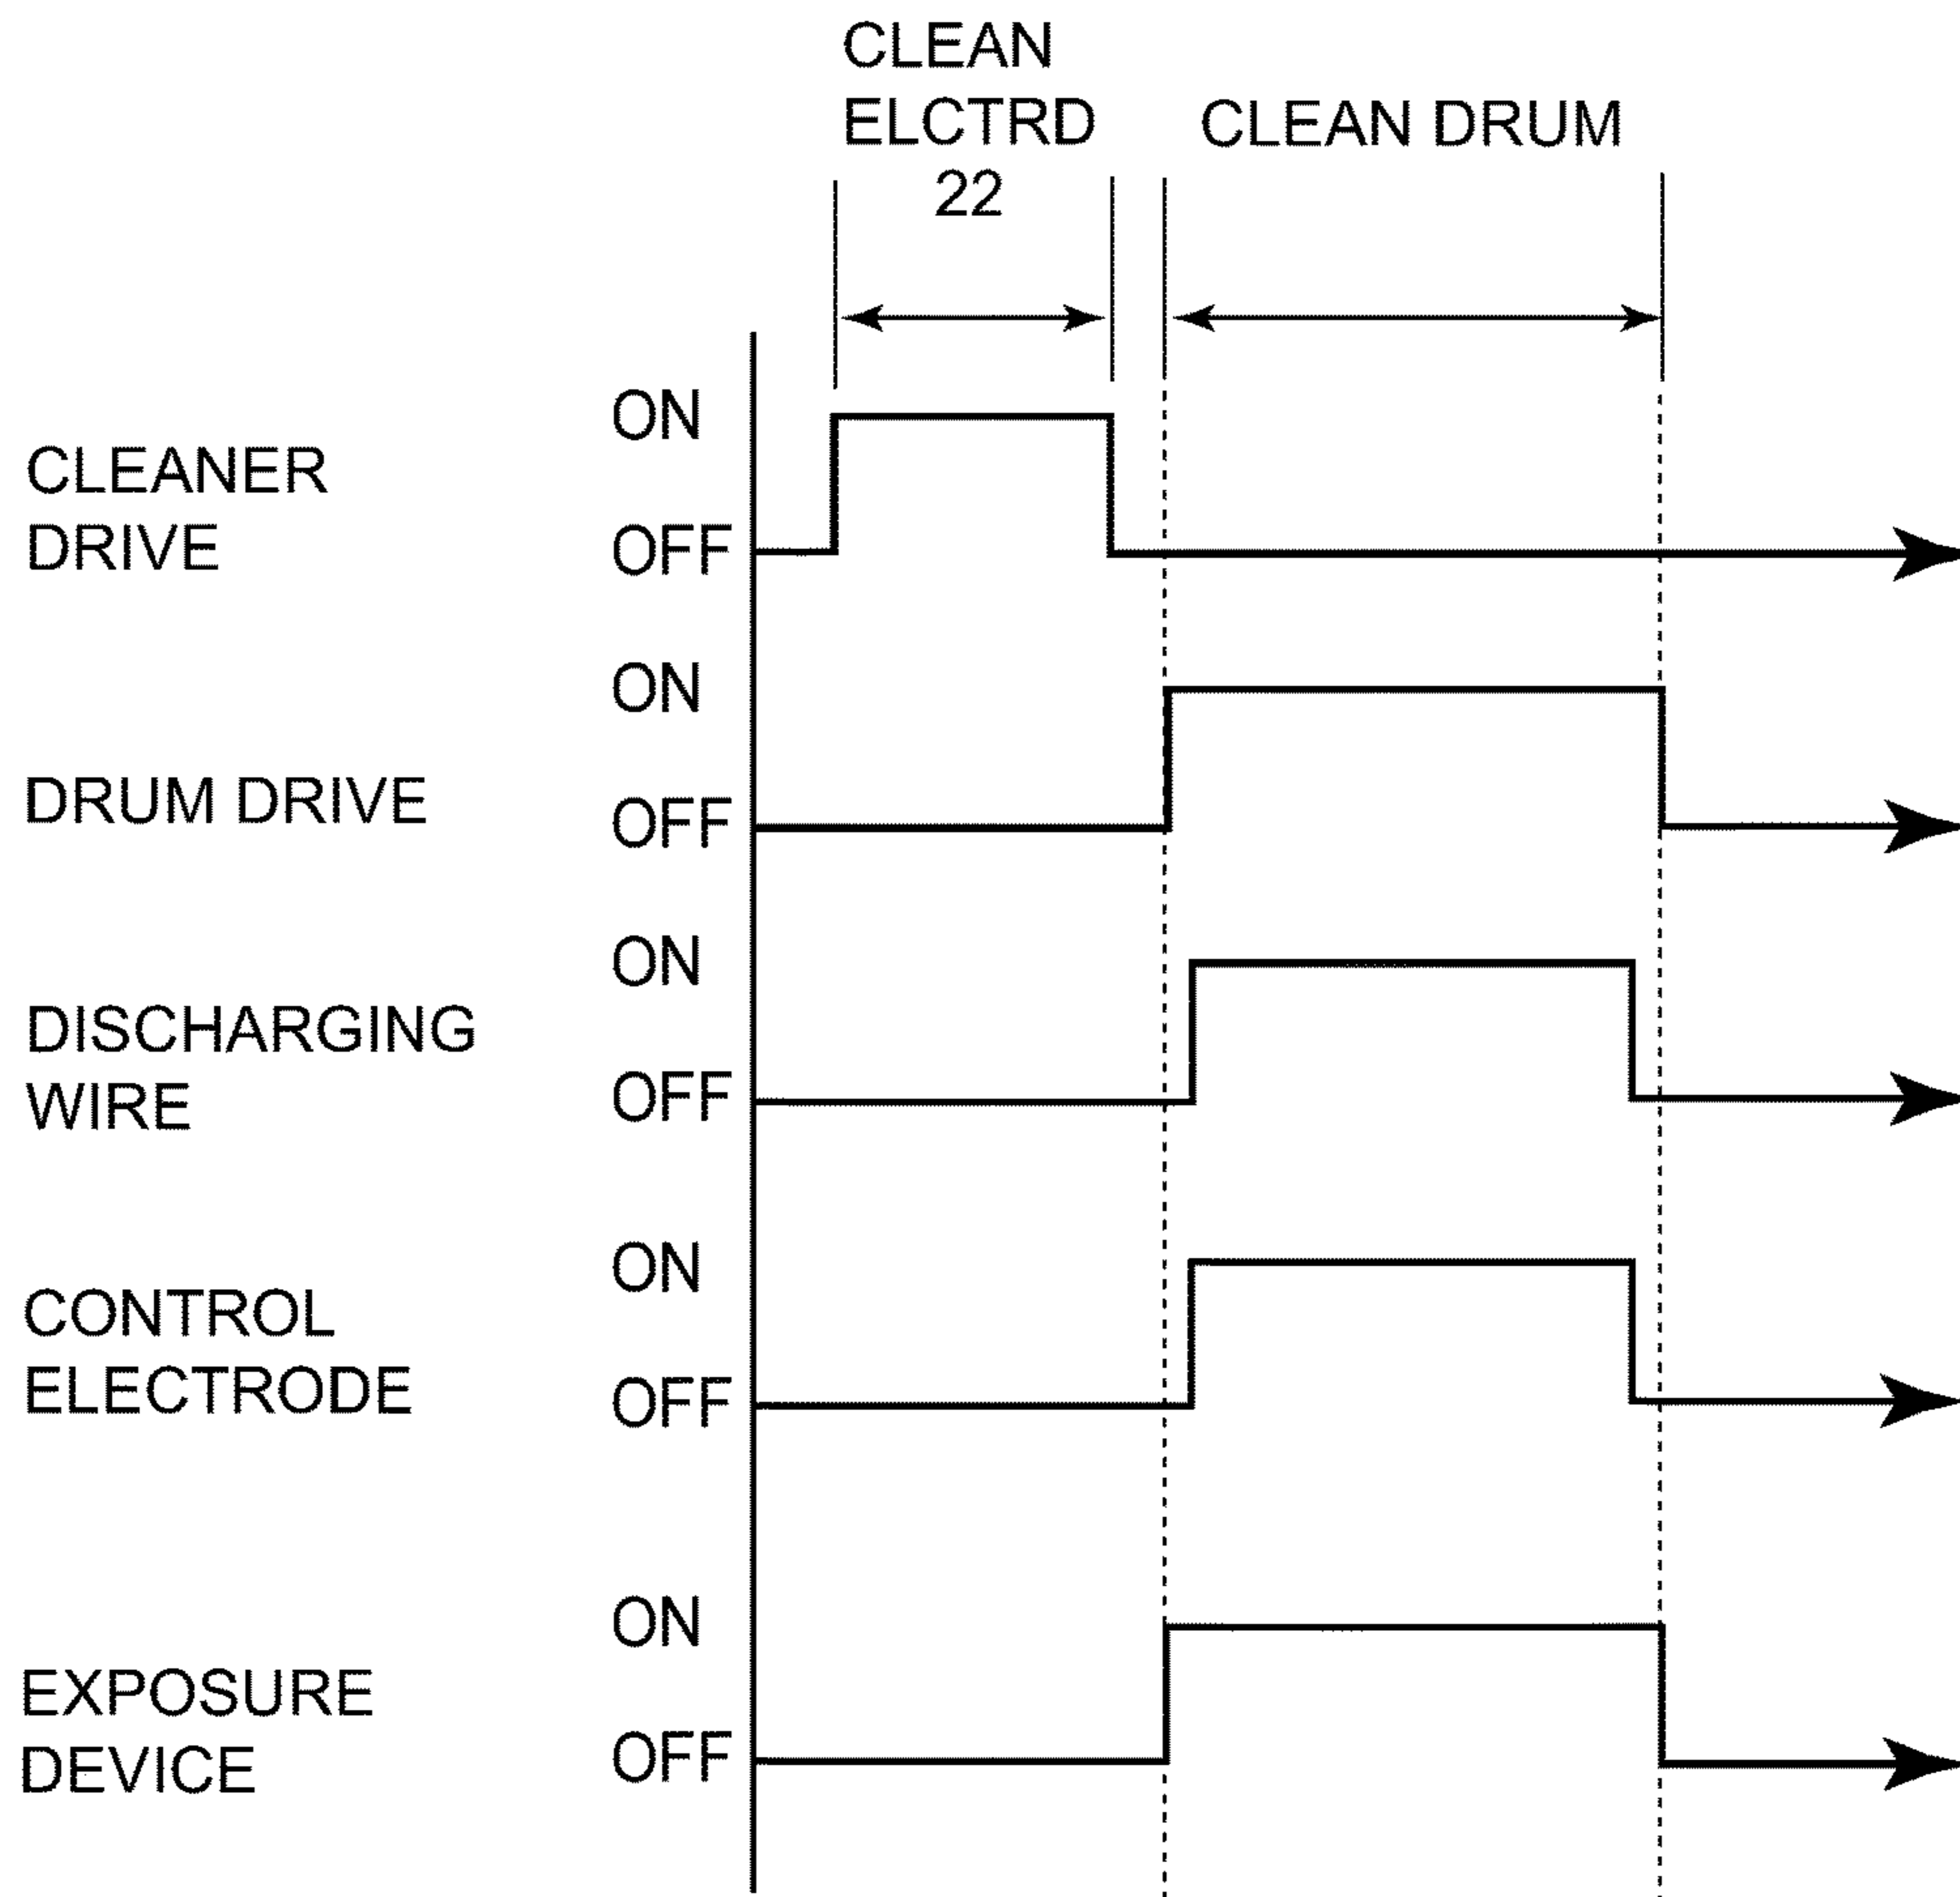 CLEAN
ELCTRD
22
CLEAN DRUM
CLEANER
DRIVE
ON
OFF
DRUM DRIVE
ON
OFF
DISCHARGING
WIRE
ON
OFF
CONTROL
ELECTRODE
ON
OFF
EXPOSURE
DEVICE
ON
OFF